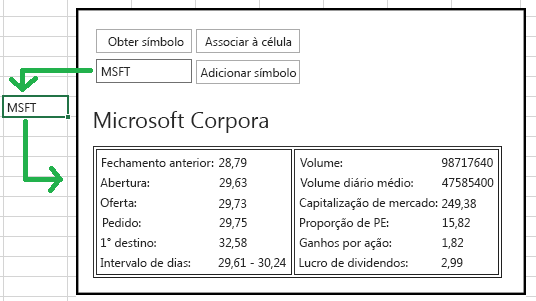 Obter símbolo Associar à célula
MSFT Adicionar símbolo
MSFT
Microsoft Corpora
Fechamento anterior: 28,79 Volume: 98717640
Abertura: 29,63 Volume diário médio: 47585400
Oferta: 29,73 Capitalização de mercado: 249,38
Pedido: 29,75 Proporção de PE: 15,82
1° destino: 32,58 Ganhos por ação: 1,82
Intervalo de dias: 29,61 - 30,24 Lucro de dividendos: 2,99